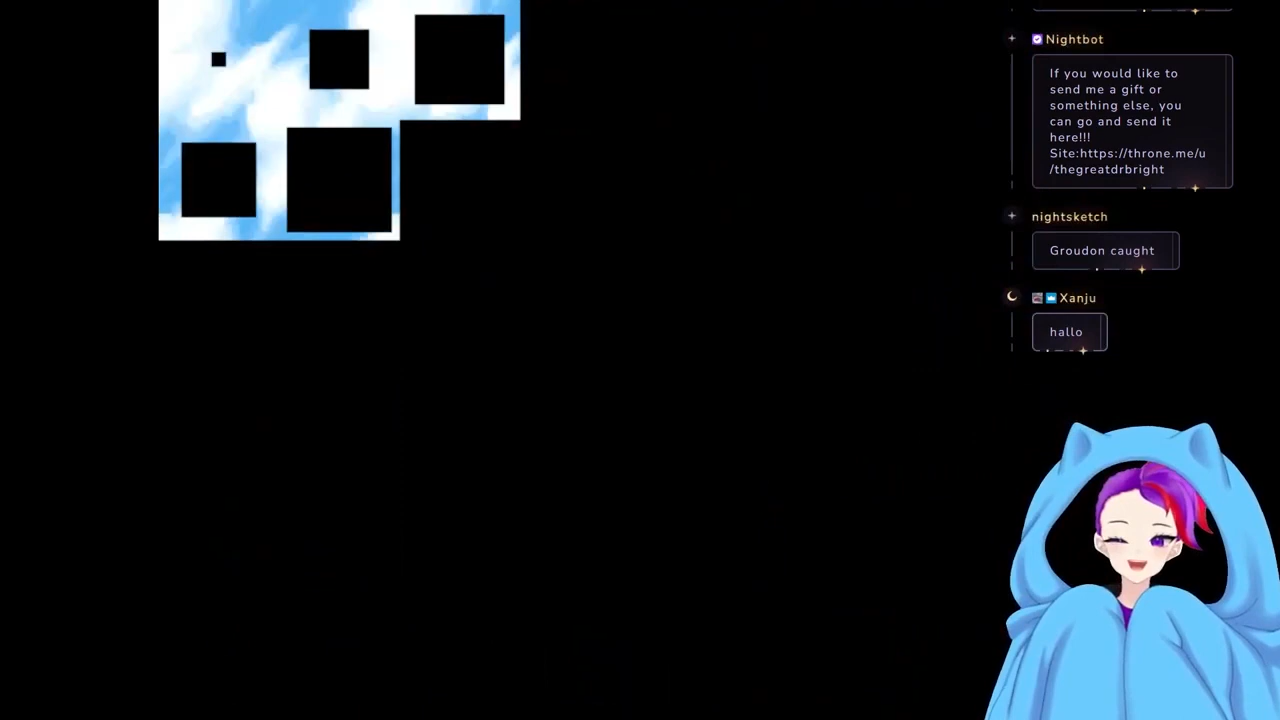 Nightbot
If you would like to
send me a gift or
something else, you
can go and send it
here!!!
Site:https://throne.me/u
/thegreatdrbright
nightsketch
Groudon caught
Xanju
hallo